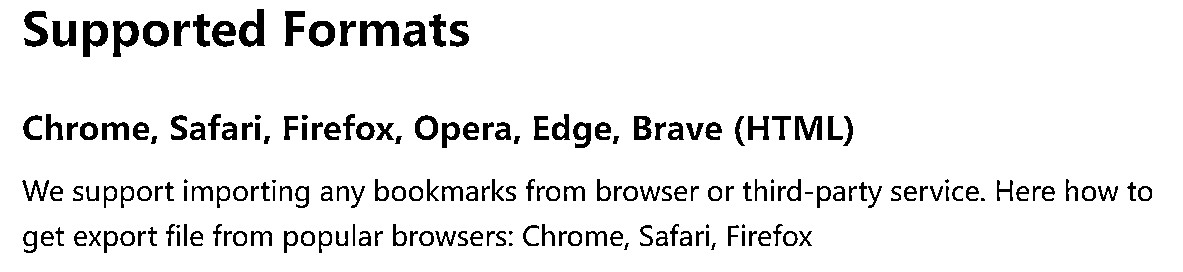 Supported Formats
Chrome, Safari, Firefox, Opera, Edge, Brave (HTML)
We support importing any bookmarks from browser or third-party service. Here how to
get export file from popular browsers: Chrome, Safari, Firefox